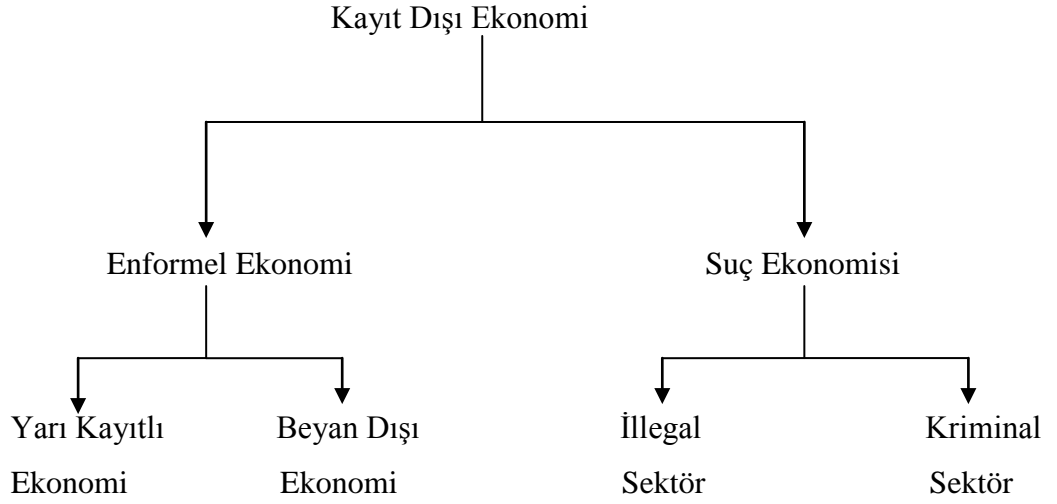 Kayıt Dışı Ekonomi
Enformel Ekonomi
Suç Ekonomisi
Yarı Kayıtlı
Ekonomi
Beyan Dışı
Ekonomi
İllegal
Sektör
Kriminal
Sektör